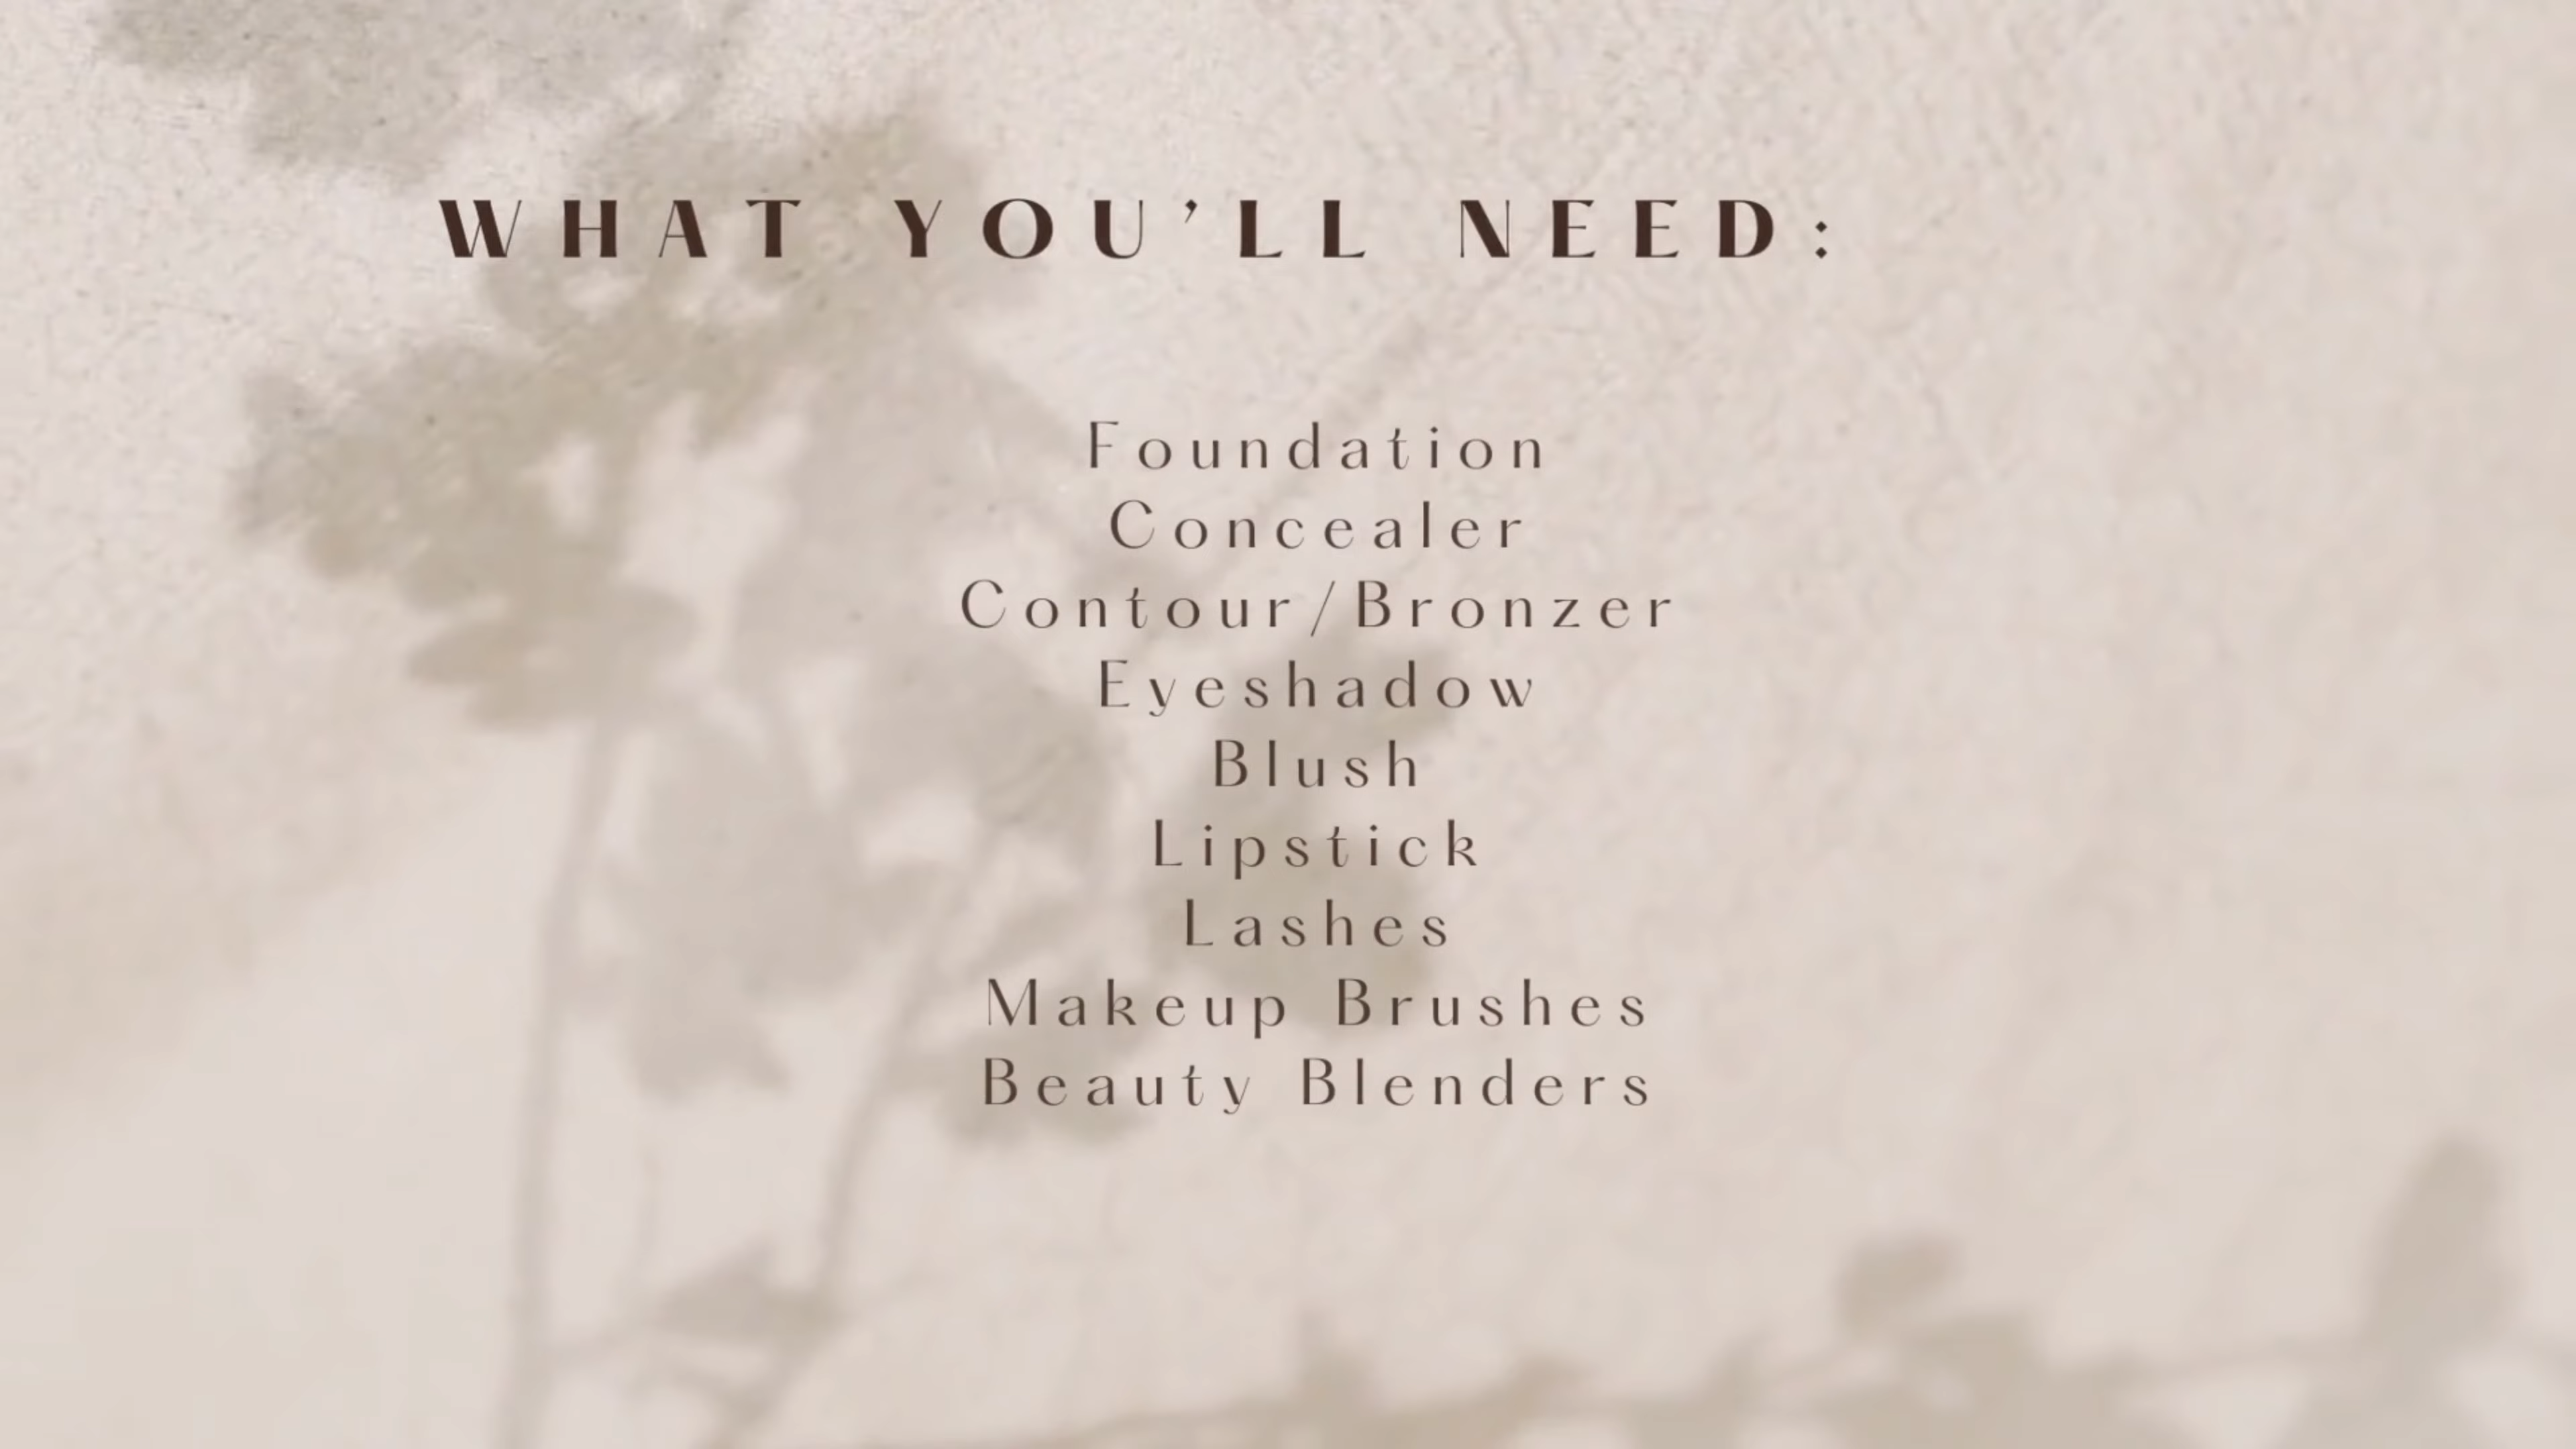 WHAT YOU’LL NEED:
Foundation
Concealer
Contour/Bronzer
Eyeshadow
Blush
Lipstick
Lashes
Makeup Brushes
Beauty Blenders